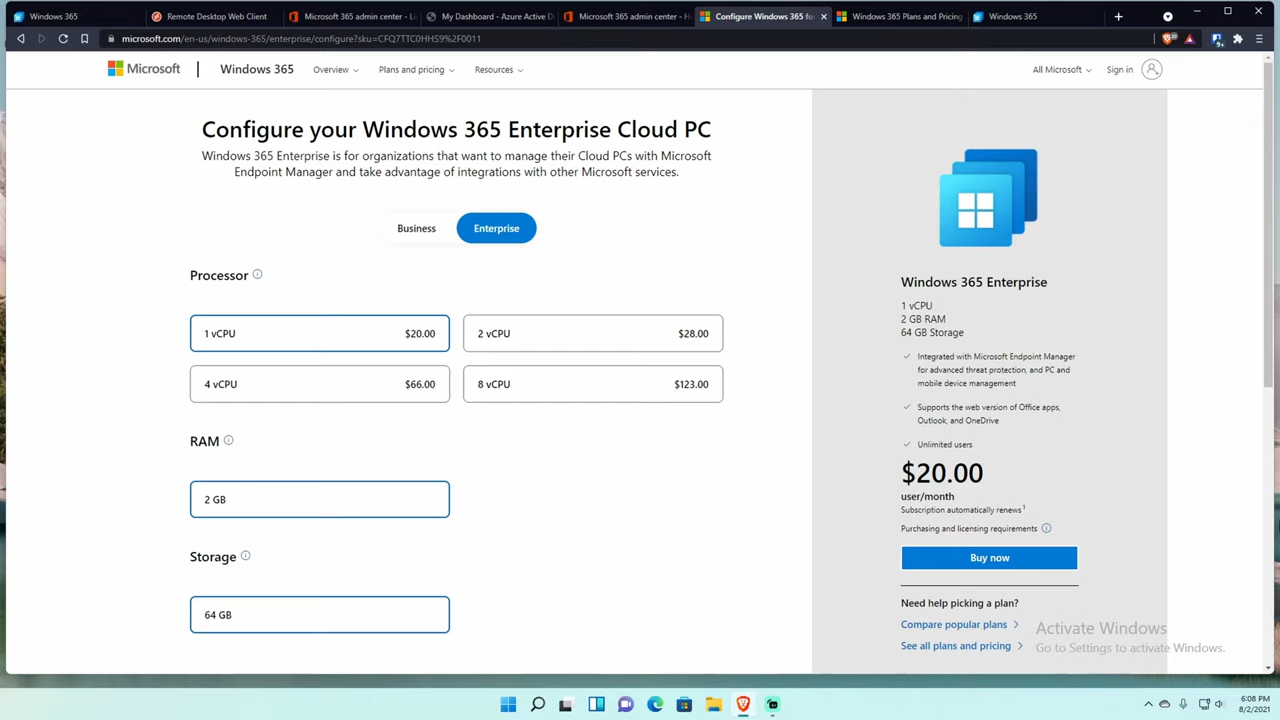 Windows 365
Remote Desktop Web Client
Microsoft 365 admin center - Li
My Dashboard - Azure Active D
Microsoft 365 admin center - H
Configure Windows 365 fo
Windows 365 Plans and Pricing
Windows 365
microsoft.com/en-us/windows-365/enterprise/configure?sku=CFQ7TTC0HHS9%2F0011
Microsoft
Windows 365
Overview
Plans and pricing
Resources
All Microsoft
Sign in
Configure your Windows 365 Enterprise Cloud PC
Windows 365 Enterprise is for organizations that want to manage their Cloud PCs with Microsoft
Endpoint Manager and take advantage of integrations with other Microsoft services.
Business
Enterprise
Processor
1 vCPU $20.00
2 vCPU $28.00
4 vCPU $66.00
8 vCPU $123.00
RAM
2 GB
Storage
64 GB
Windows 365 Enterprise
1 vCPU
2 GB RAM
64 GB Storage
Integrated with Microsoft Endpoint Manager
for advanced threat protection, and PC and
mobile device management
Supports the web version of Office apps,
Outlook, and OneDrive
Unlimited users
$20.00
user/month
Subscription automatically renews1
Purchasing and licensing requirements
Buy now
Need help picking a plan?
Compare popular plans
See all plans and pricing
Activate Windows
Go to Settings to activate Windows.
6:08 PM
8/2/2021